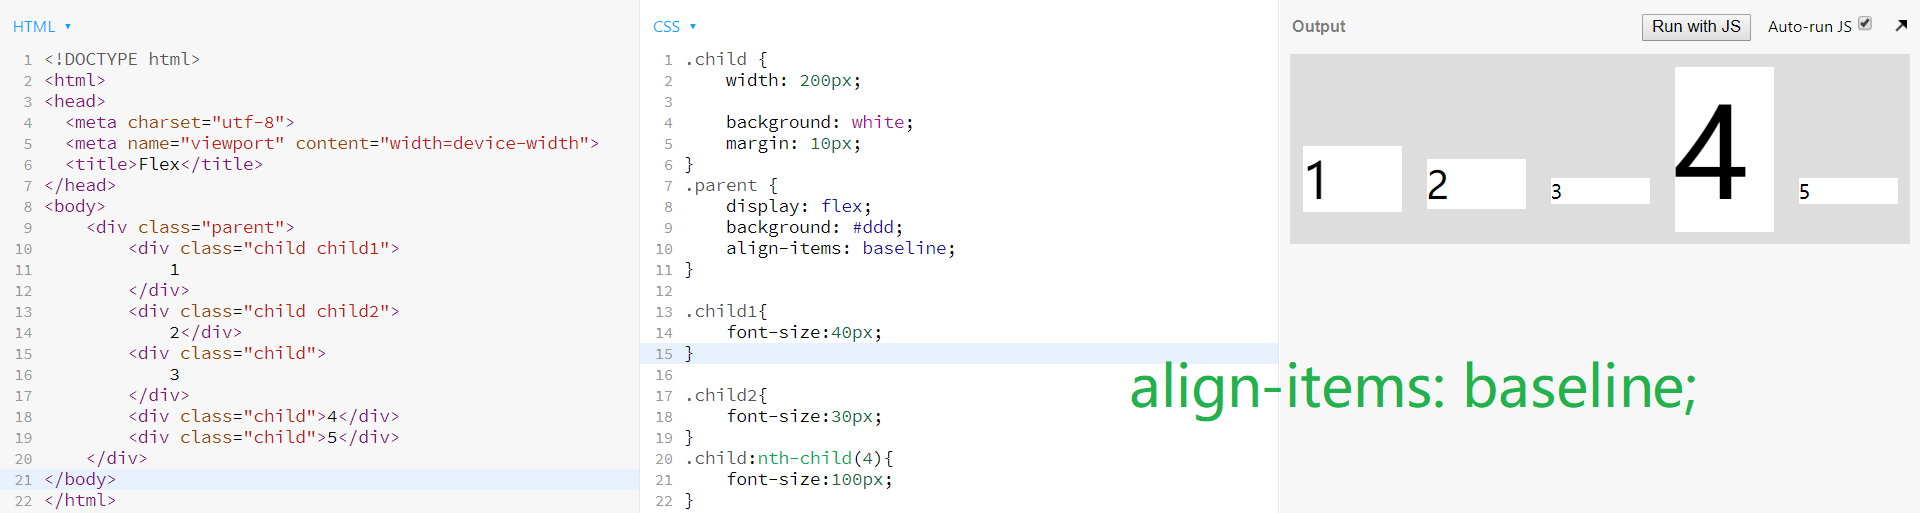 HTML ▼
1 <!DOCTYPE html>
2 <html>
3 <head>
4   <meta charset="utf-8">
5   <meta name="viewport" content="width=device-width">
6   <title>Flex</title>
7 </head>
8 <body>
9     <div class="parent">
10         <div class="child child1">
11             1
12         </div>
13         <div class="child child2">
14             2</div>
15         <div class="child">
16             3
17         </div>
18         <div class="child">4</div>
19         <div class="child">5</div>
20     </div>
21 </body>
22 </html>
CSS ▼
1 .child {
2     width: 200px;
3
4     background: white;
5     margin: 10px;
6 }
7 .parent {
8     display: flex;
9     background: #ddd;
10     align-items: baseline;
11 }
12
13 .child1{
14     font-size:40px;
15 }
16
17 .child2{
18     font-size:30px;
19 }
20 .child:nth-child(4){
21     font-size:100px;
22 }
Output
Run with JS
Auto-run JS
1 2 3 4 5
align-items: baseline;